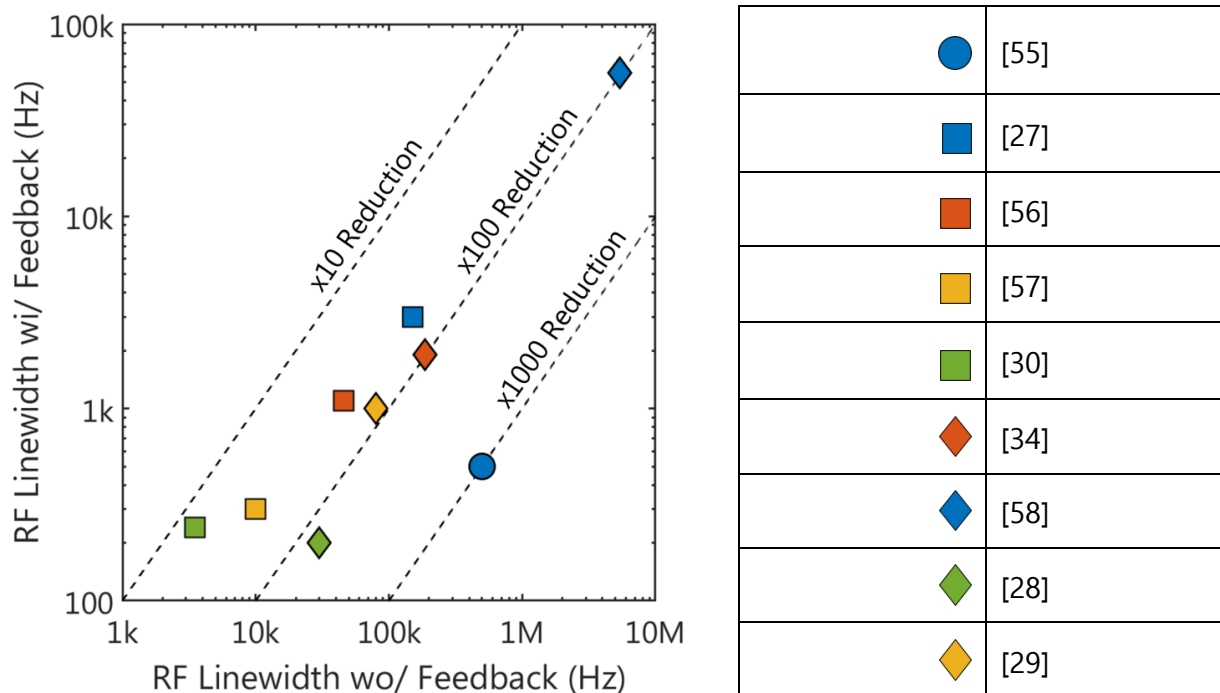 100k
10k
1k
100
1k
10k
100k
1M
10M
RF Linewidth wi/ Feedback (Hz)
RF Linewidth wo/ Feedback (Hz)
x10 Reduction
x100 Reduction
x1000 Reduction
[55]
[27]
[56]
[57]
[30]
[34]
[58]
[28]
[29]